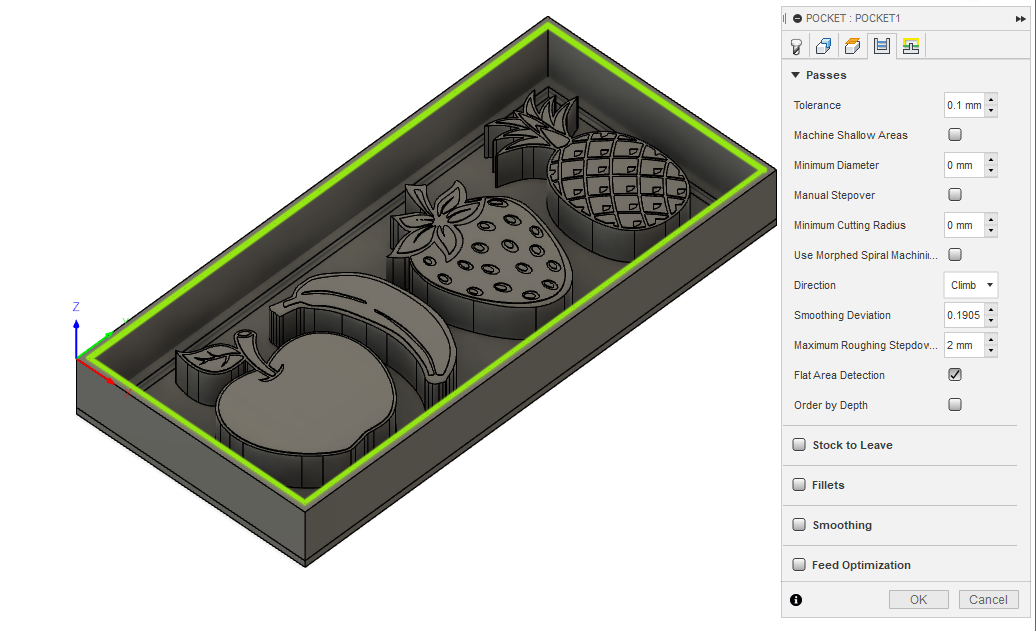 POCKET : POCKET1
Passes
Tolerance 0.1 mm
Machine Shallow Areas
Minimum Diameter 0 mm
Manual Stepover
Minimum Cutting Radius 0 mm
Use Morphed Spiral Machini...
Direction Climb
Smoothing Deviation 0.1905
Maximum Roughing Stepdov... 2 mm
Flat Area Detection
Order by Depth
Stock to Leave
Fillets
Smoothing
Feed Optimization
OK Cancel
Z